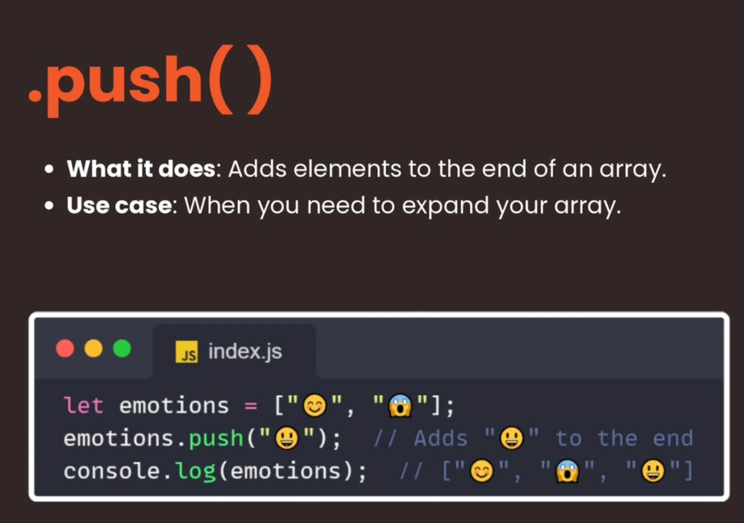 .push( )
• What it does: Adds elements to the end of an array.
• Use case: When you need to expand your array.
JS index.js
let emotions = ["😊", "😱"];
emotions.push("😃");  // Adds "😃" to the end
console.log(emotions);  // ["😊", "😱", "😃"]